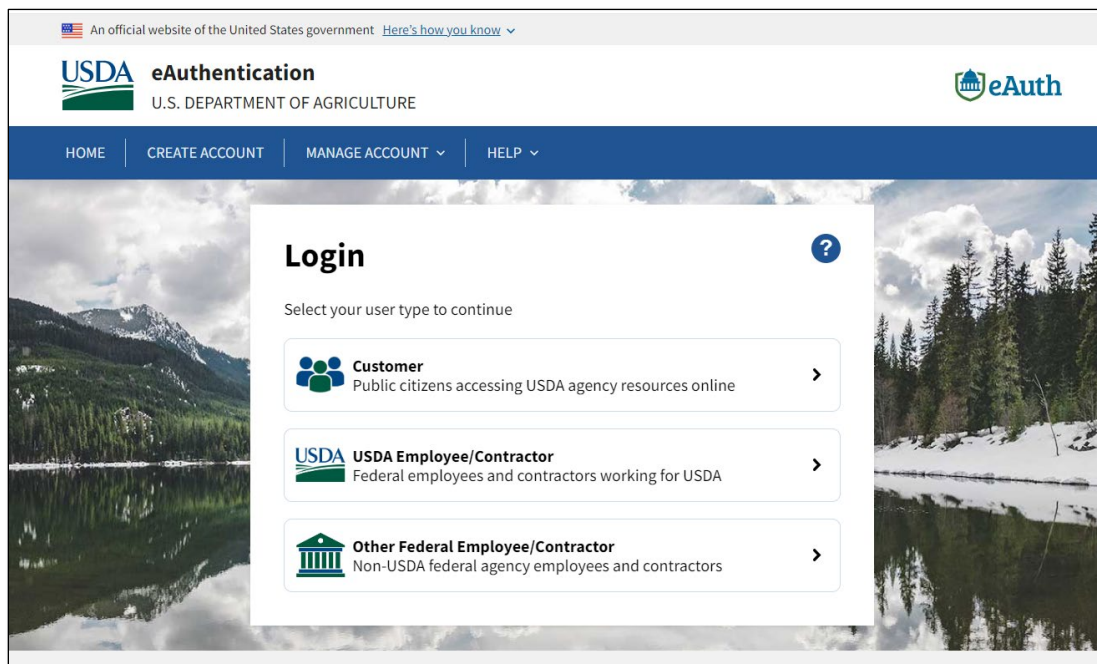 An official website of the United States government Here's how you know
USDA eAuthentication
U.S. DEPARTMENT OF AGRICULTURE
eAuth
HOME CREATE ACCOUNT MANAGE ACCOUNT HELP
Login
?
Select your user type to continue
Customer
Public citizens accessing USDA agency resources online
USDA USDA Employee/Contractor
Federal employees and contractors working for USDA
Other Federal Employee/Contractor
Non-USDA federal agency employees and contractors